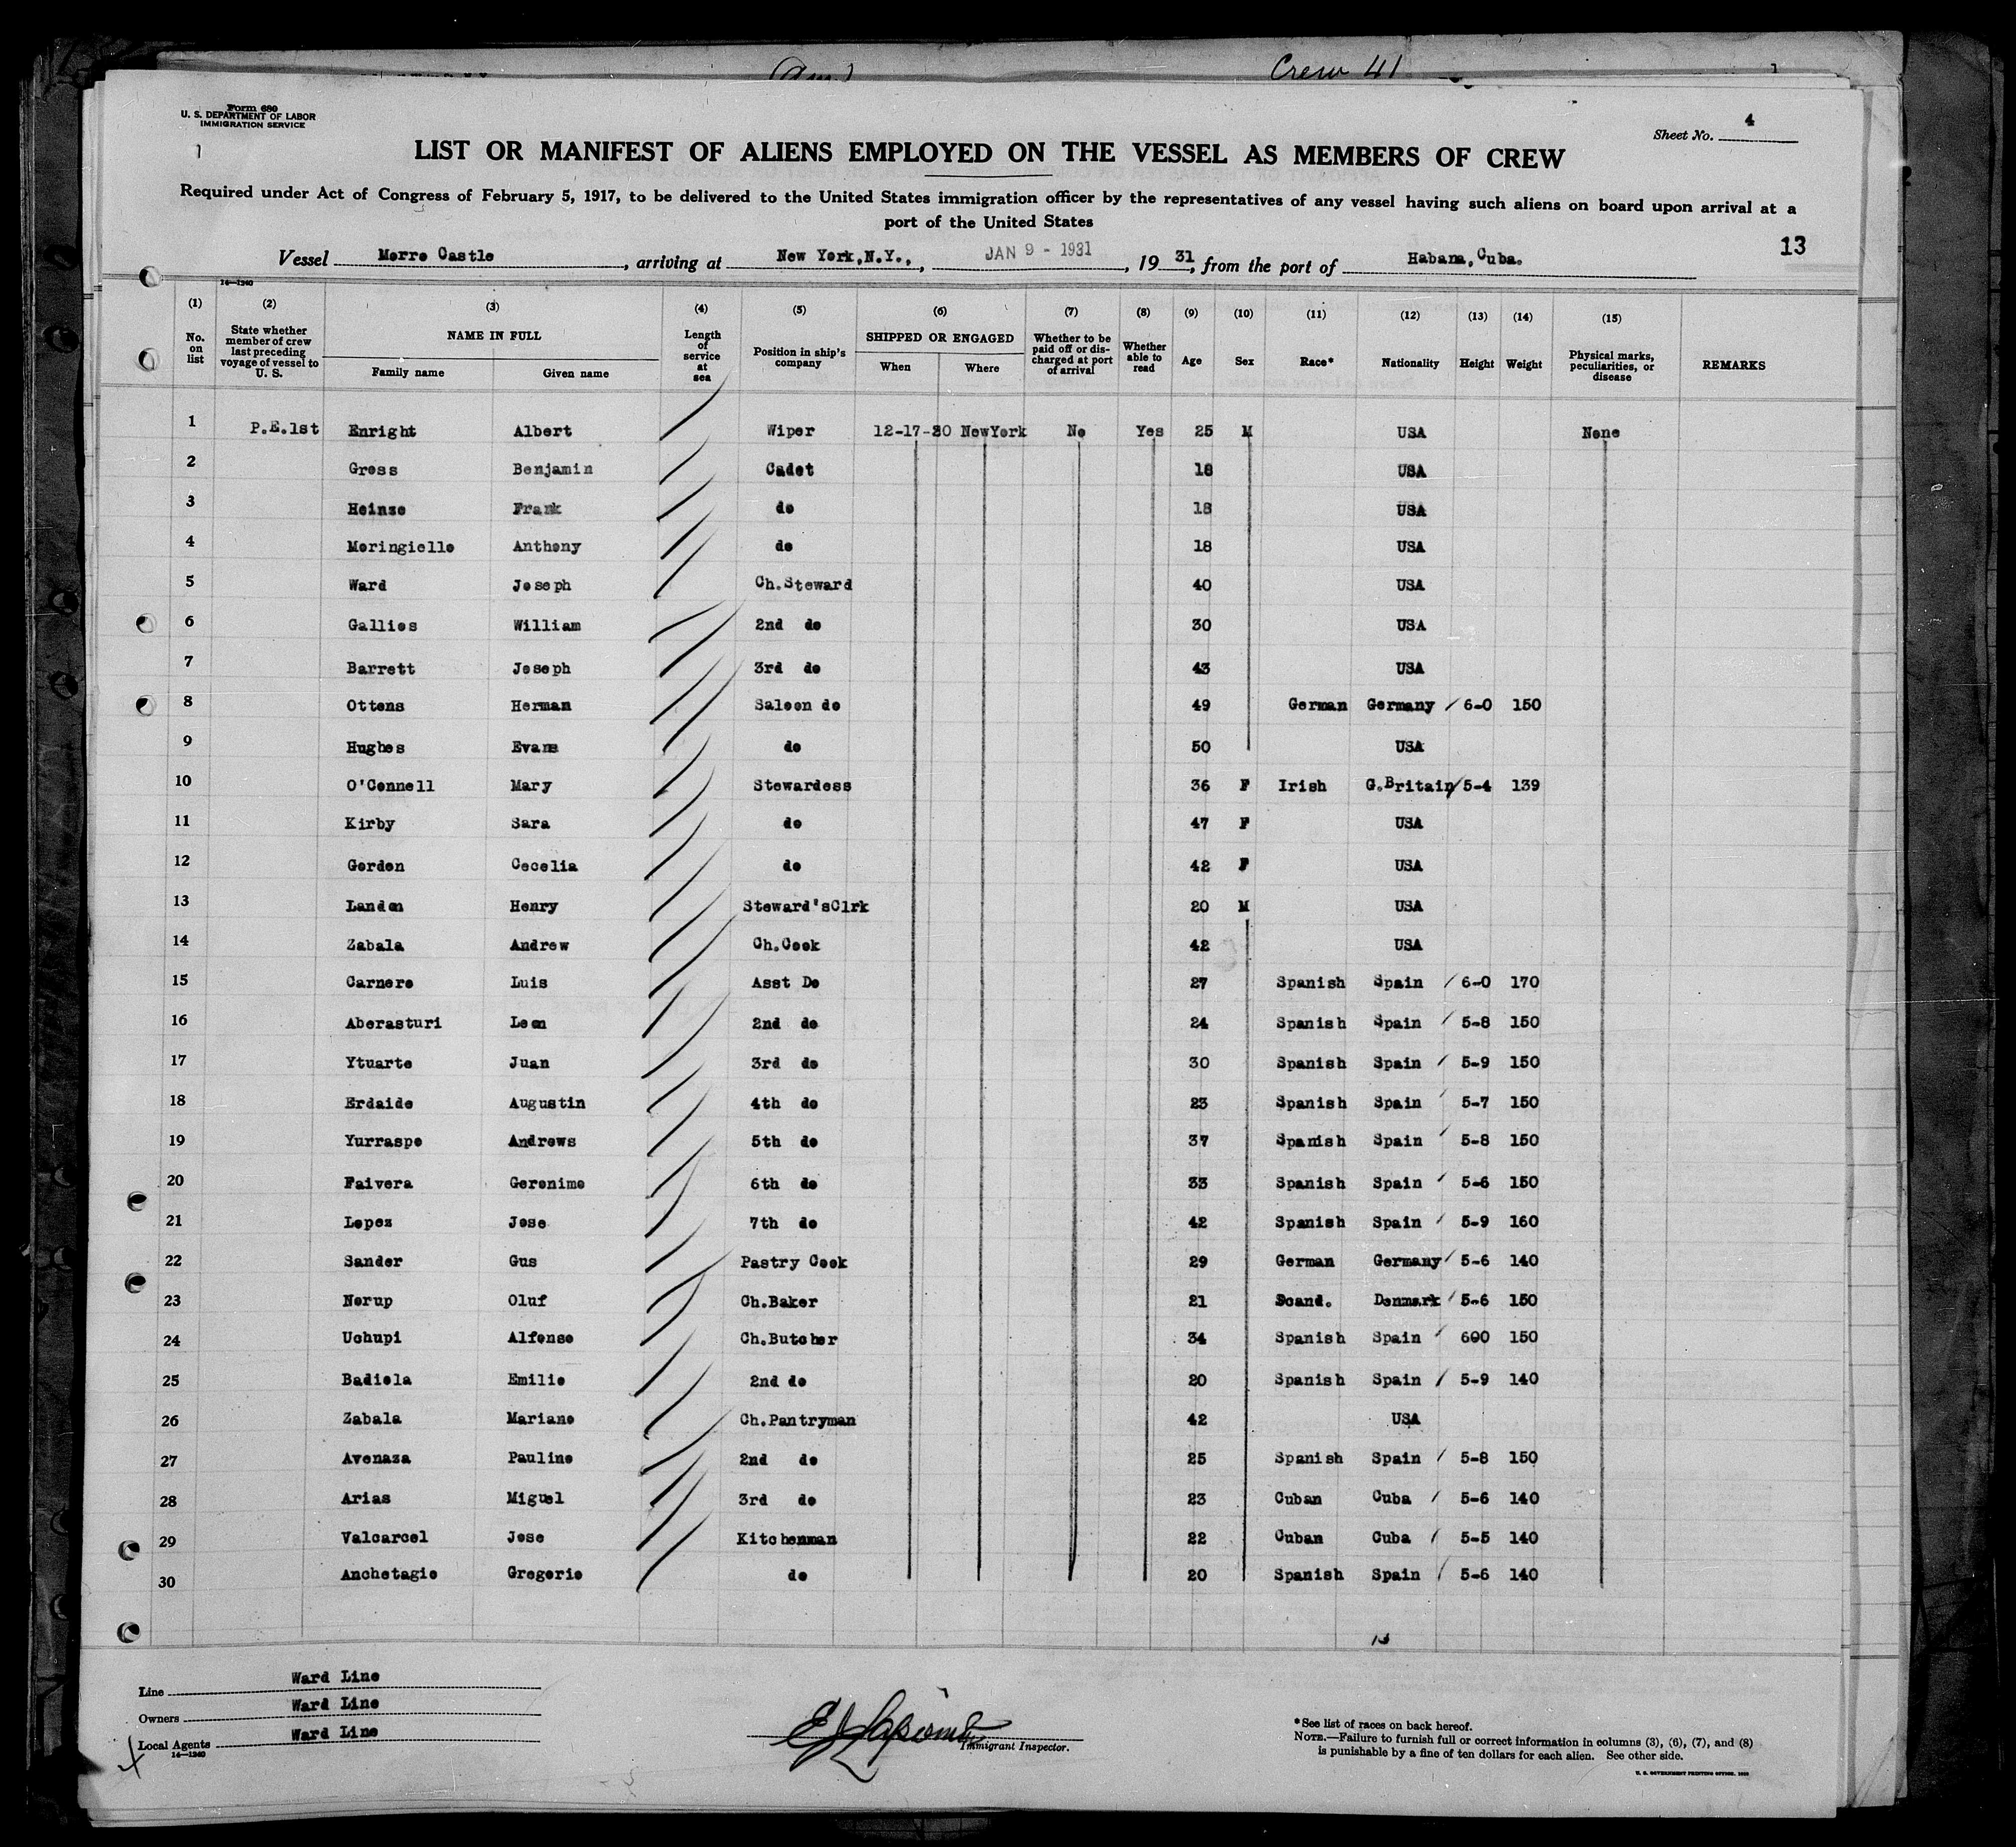 Crew 41
Form 680
U. S. DEPARTMENT OF LABOR
IMMIGRATION SERVICE
Sheet No. 4
LIST OR MANIFEST OF ALIENS EMPLOYED ON THE VESSEL AS MEMBERS OF CREW
Required under Act of Congress of February 5, 1917, to be delivered to the United States immigration officer by the representatives of any vessel having such aliens on board upon arrival at a
port of the United States
13
Vessel Morro Castle, arriving at New York,N.Y., JAN 9 - 1931, 19 31, from the port of Habana, Cuba.
14—1240
(1) (2) (3) (4) (5) (6) (7) (8) (9) (10) (11) (12) (13) (14) (15)
No. on list State whether member of crew last preceding voyage of vessel to U. S. NAME IN FULL Family name Given name Length of service at sea Position in ship's company SHIPPED OR ENGAGED When Where Whether to be paid off or discharged at port of arrival Whether able to read Age Sex Race* Nationality Height Weight Physical marks, peculiarities, or disease REMARKS
1 P.E.1st Enright Albert Wiper 12-17-30 NewYork No Yes 25 M USA None
2 Gross Benjamin Cadet 18 USA
3 Heinze Frank do 18 USA
4 Moringiello Anthony do 18 USA
5 Ward Joseph Ch.Steward 40 USA
6 Gallios William 2nd do 30 USA
7 Barrett Joseph 3rd do 43 USA
8 Ottens Herman Saloon do 49 German Germany 6-0 150
9 Hughes Evans do 50 USA
10 O'Connell Mary Stewardess 36 F Irish G.Britain 5-4 139
11 Kirby Sara do 47 F USA
12 Gordon Cecelia do 42 F USA
13 Landon Henry Steward'sClrk 20 M USA
14 Zabala Andrew Ch.Cook 42 USA
15 Carnero Luis Asst Do 27 Spanish Spain 6-0 170
16 Aberasturi Leon 2nd do 24 Spanish Spain 5-8 150
17 Ytuarte Juan 3rd do 30 Spanish Spain 5-9 150
18 Erdaide Augustin 4th do 23 Spanish Spain 5-7 150
19 Yurraspe Andrews 5th do 37 Spanish Spain 5-8 150
20 Faivera Geronimo 6th do 33 Spanish Spain 5-6 150
21 Lopez Jose 7th do 42 Spanish Spain 5-9 160
22 Sander Gus Pastry Cook 29 German Germany 5-6 140
23 Norup Oluf Ch.Baker 21 Scand. Denmark 5-6 150
24 Uchupi Alfonso Ch.Butcher 34 Spanish Spain 600 150
25 Badiola Emilio 2nd do 20 Spanish Spain 5-9 140
26 Zabala Mariano Ch.Pantryman 42 USA
27 Avenaza Paulino 2nd do 25 Spanish Spain 5-8 150
28 Arias Miguel 3rd do 23 Cuban Cuba 5-6 140
29 Valcarcel Jose Kitchenman 22 Cuban Cuba 5-5 140
30 Anchotagio Gregorio do 20 Spanish Spain 5-6 140
13
Line Ward Line
Owners Ward Line
Local Agents Ward Line
14—1240
Immigrant Inspector.
*See list of races on back hereof.
NOTE.—Failure to furnish full or correct information in columns (3), (6), (7), and (8)
is punishable by a fine of ten dollars for each alien. See other side.
U. S. GOVERNMENT PRINTING OFFICE